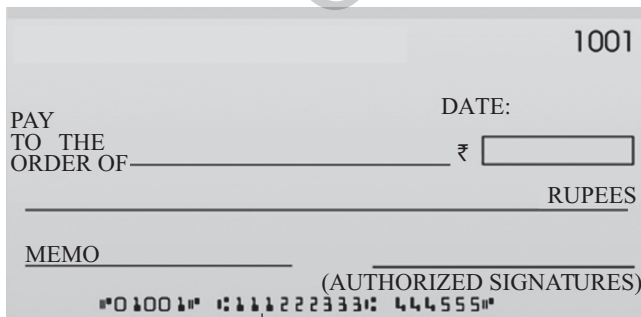 1001
DATE:
PAY
TO THE
ORDER OF
₹
RUPEES
MEMO
(AUTHORIZED SIGNATURES)
⑈01001⑈ ⑆111222333⑆ 444555⑈